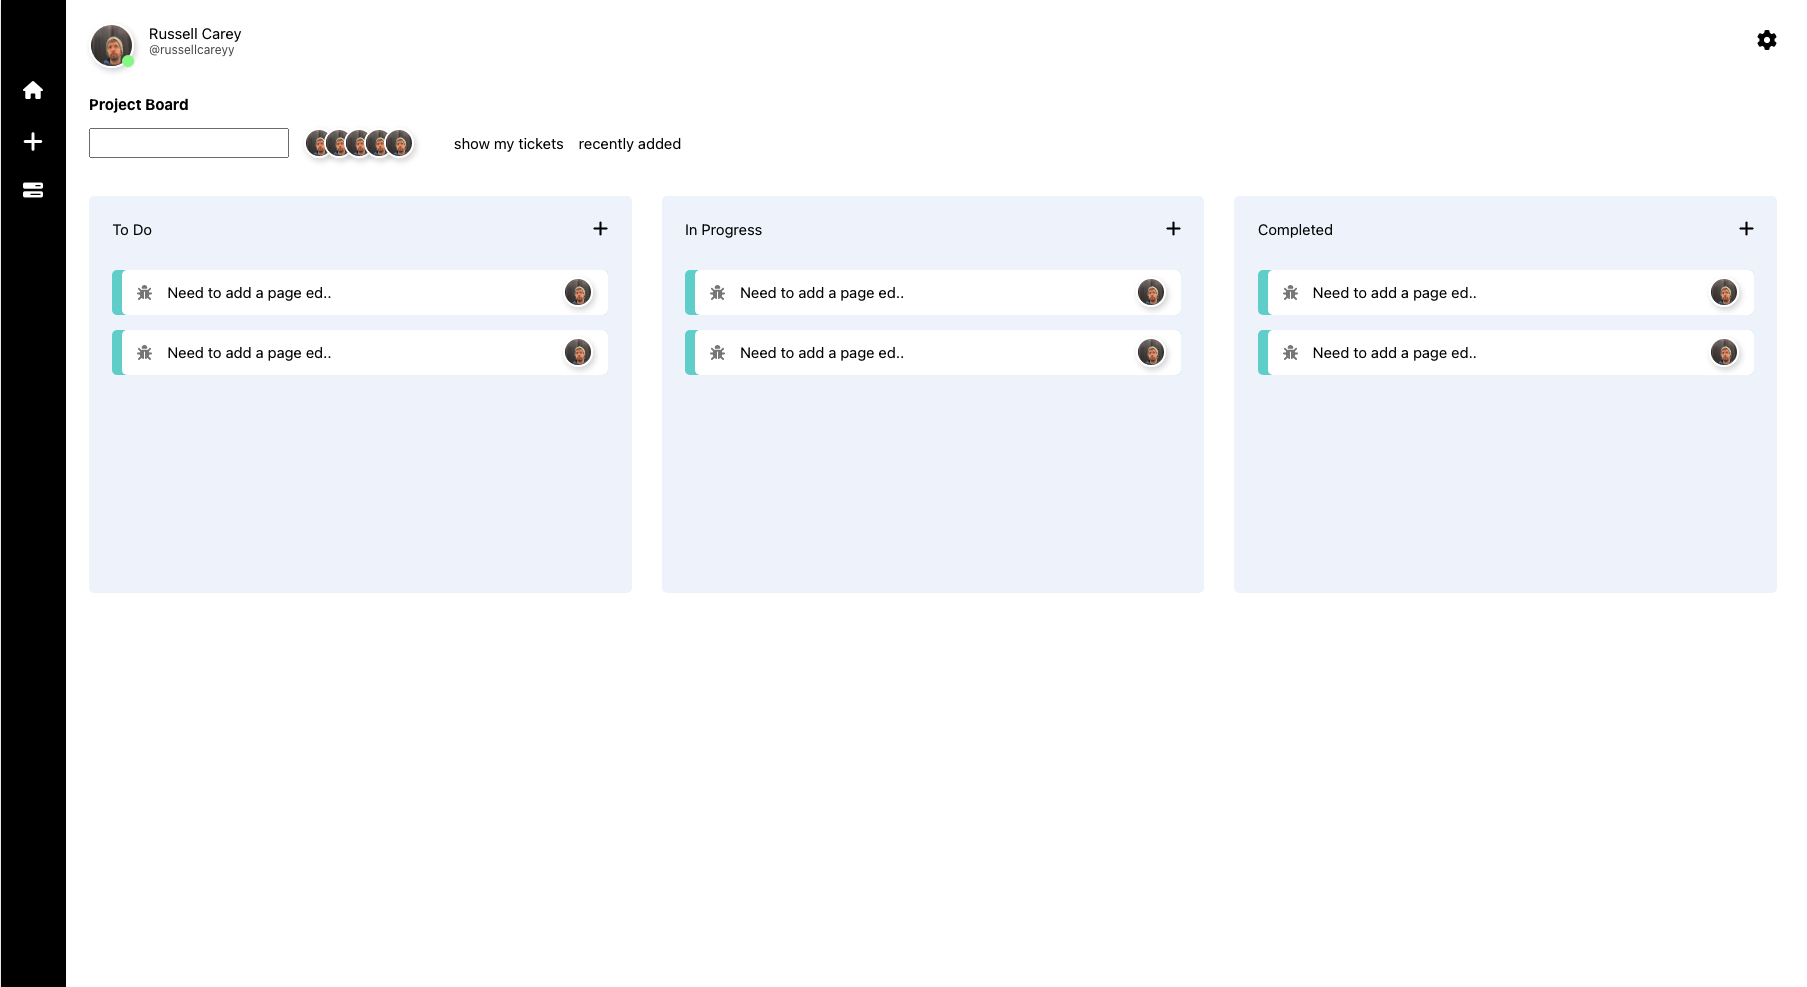 Russell Carey
@russellcareyy
Project Board
show my tickets recently added
To Do
Need to add a page ed..
Need to add a page ed..
In Progress
Need to add a page ed..
Need to add a page ed..
Completed
Need to add a page ed..
Need to add a page ed..